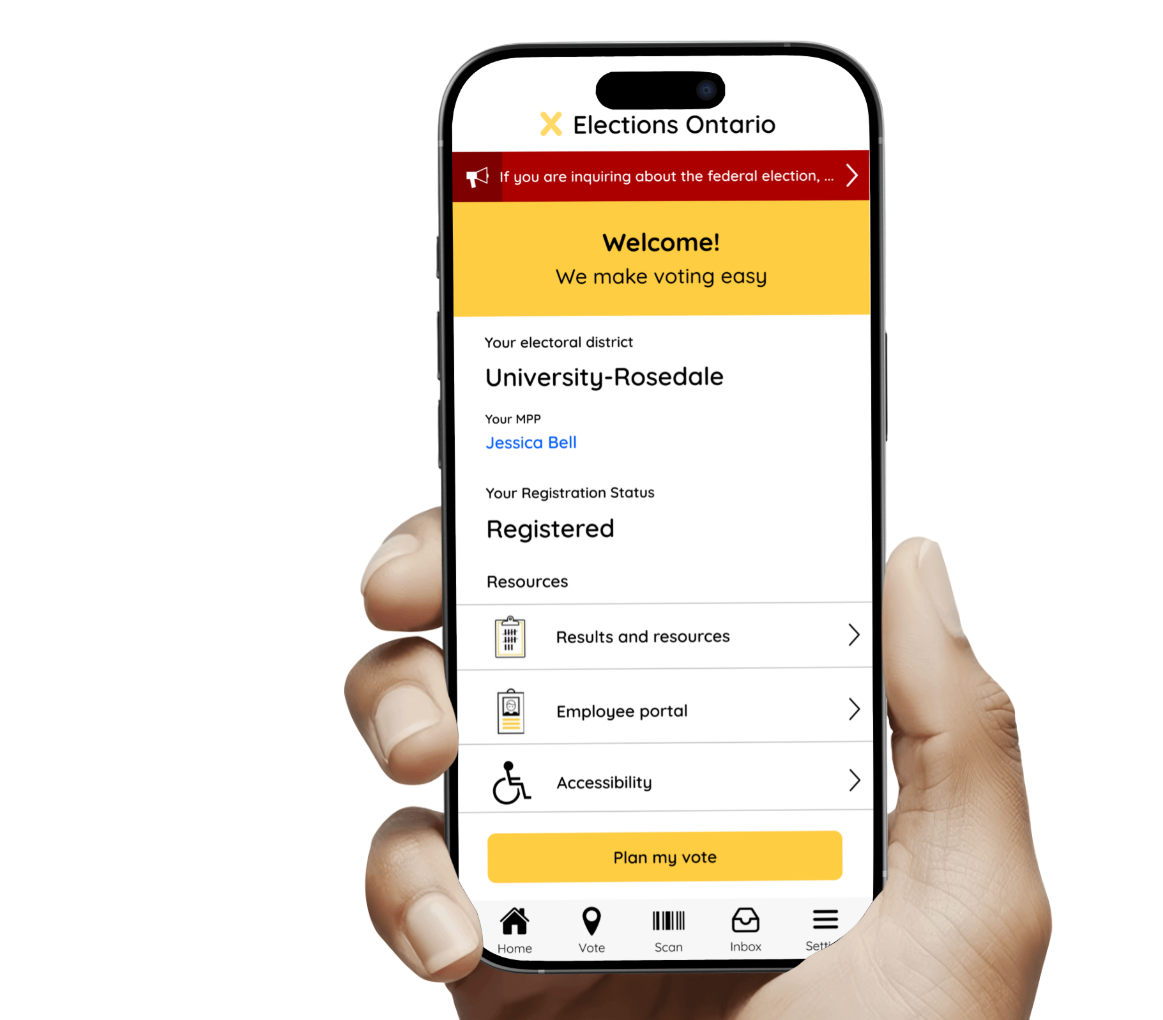 Elections Ontario
If you are inquiring about the federal election, ...
Welcome!
We make voting easy
Your electoral district
University-Rosedale
Your MPP
Jessica Bell
Your Registration Status
Registered
Resources
Results and resources
Employee portal
Accessibility
Plan my vote
Home
Vote
Scan
Inbox